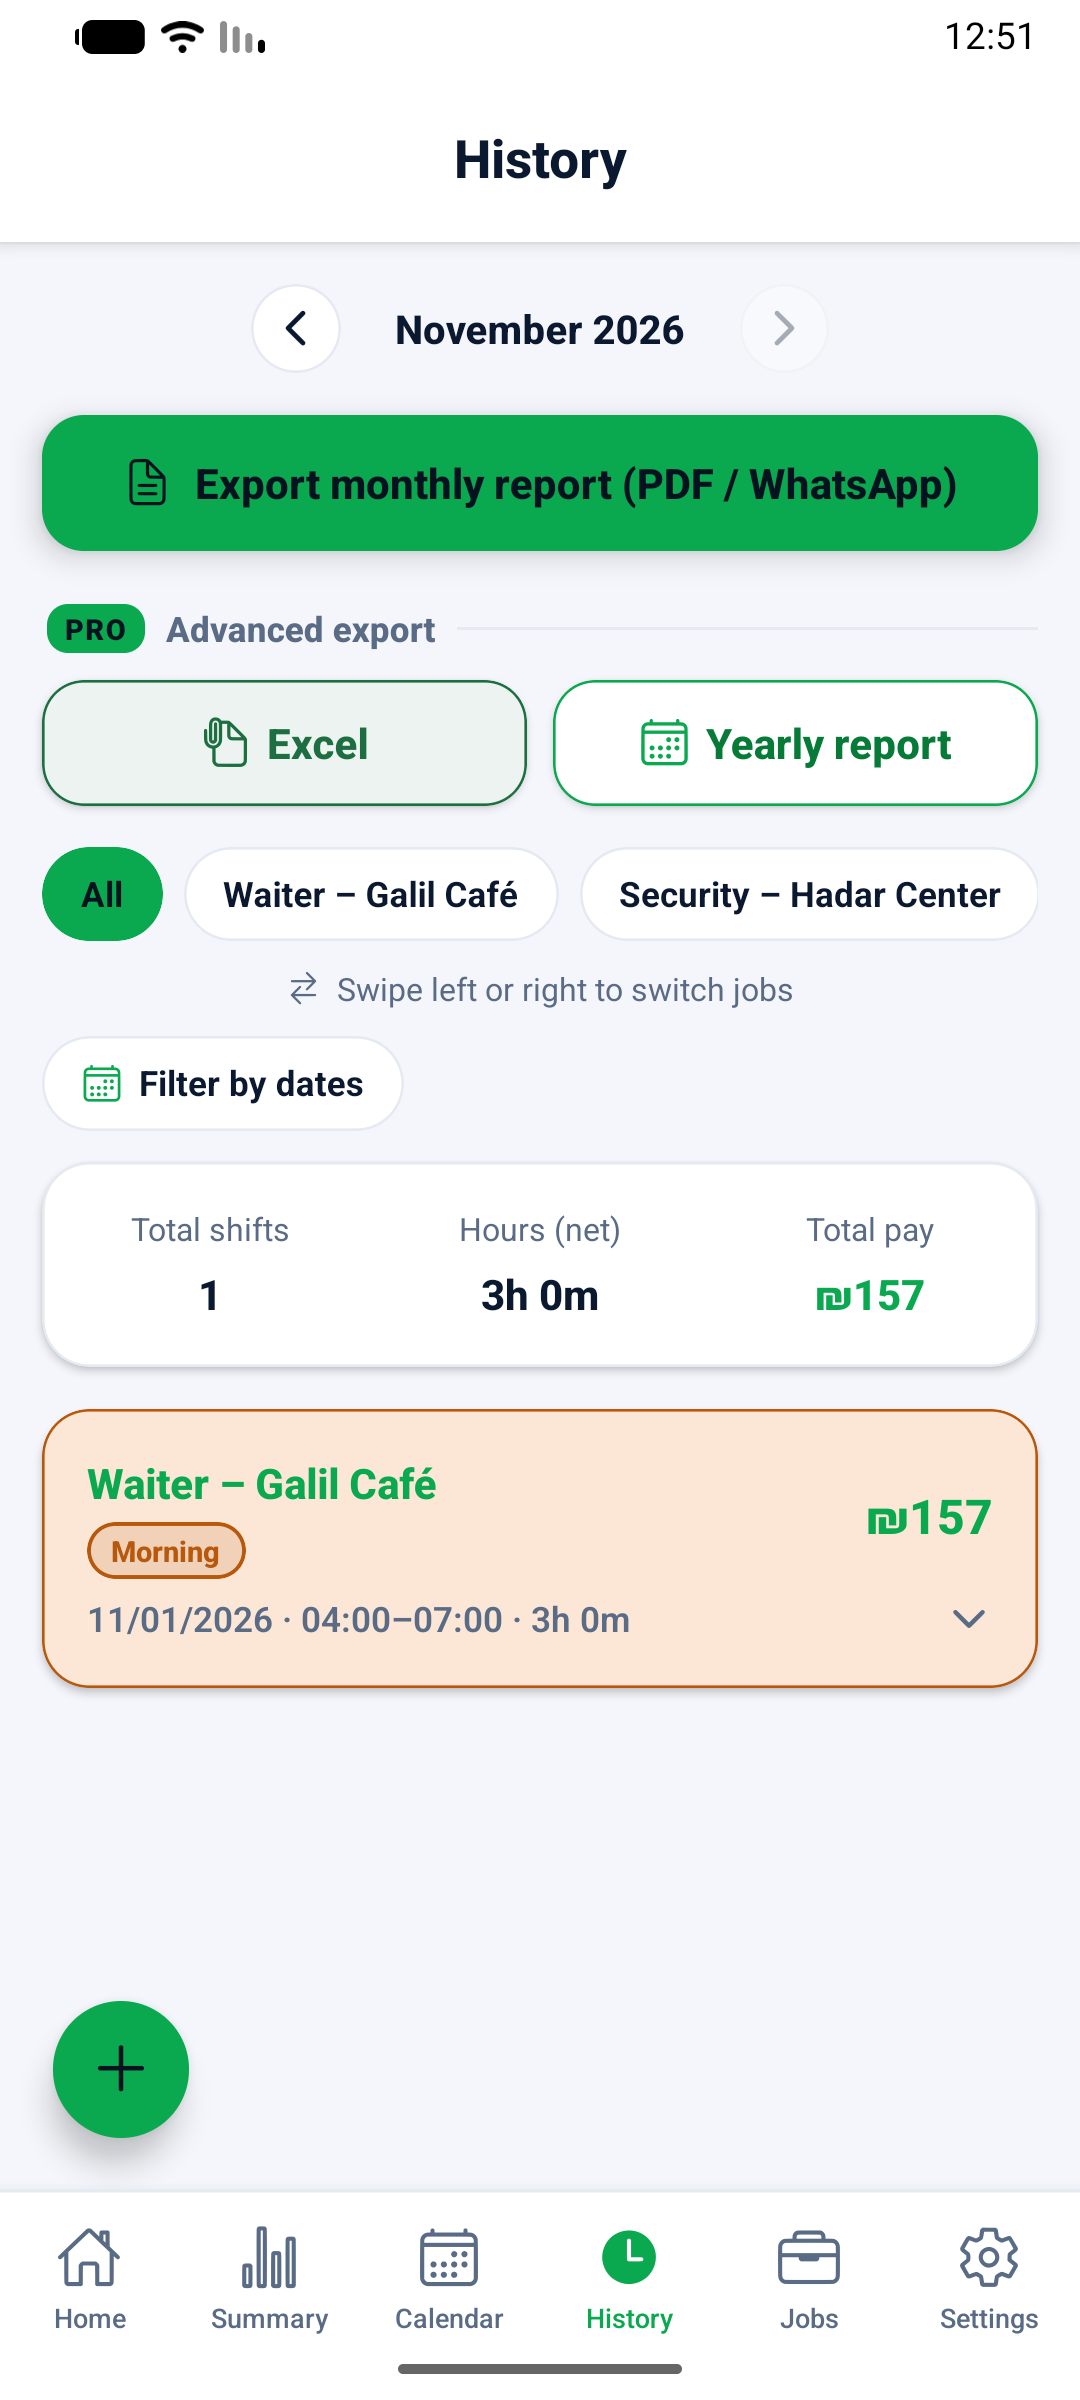 12:51
History
November 2026
Export monthly report (PDF / WhatsApp)
PRO Advanced export
Excel
Yearly report
All
Waiter – Galil Café
Security – Hadar Center
Swipe left or right to switch jobs
Filter by dates
Total shifts
1
Hours (net)
3h 0m
Total pay
₪157
Waiter – Galil Café
₪157
Morning
11/01/2026 · 04:00–07:00 · 3h 0m
Home
Summary
Calendar
History
Jobs
Settings